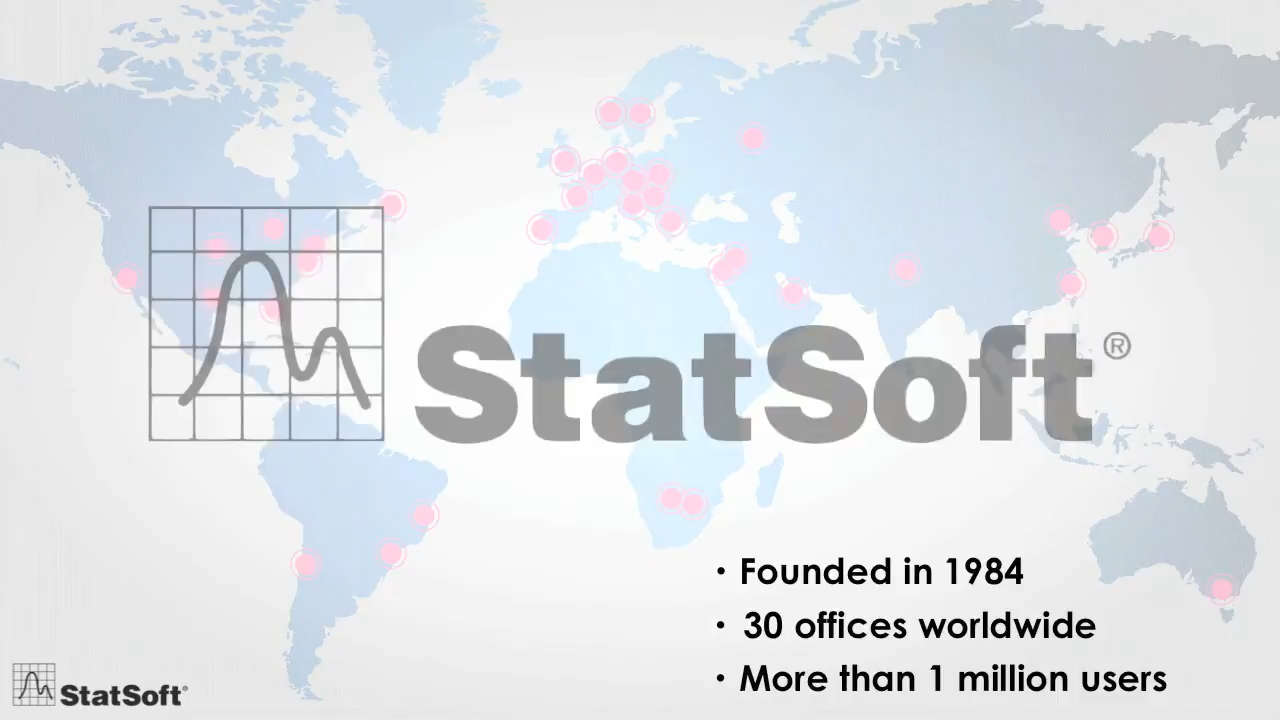 StatSoft®
• Founded in 1984
• 30 offices worldwide
• More than 1 million users
StatSoft®